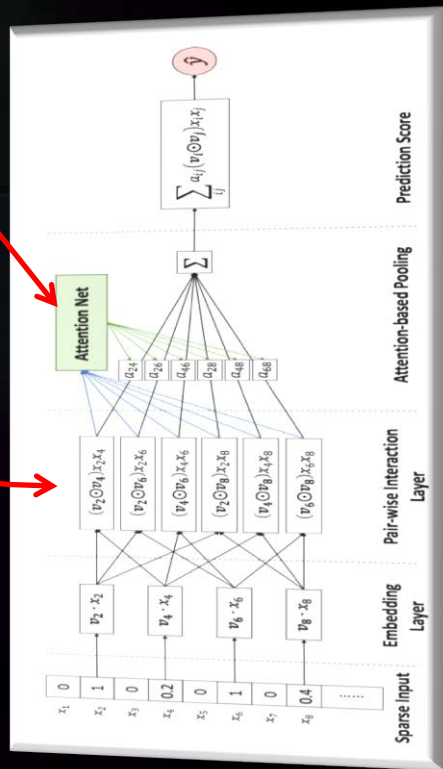 x₁ 0
x₂ 1
x₃ 0
x₄ 0.2
x₅ 0
x₆ 1
x₇ 0
x₈ 0.4
......
Sparse Input
v₂ · x₂
v₄ · x₄
v₆ · x₆
v₈ · x₈
Embedding
Layer
(v₂⊙v₄)x₂x₄
(v₂⊙v₆)x₂x₆
(v₄⊙v₆)x₄x₆
(v₂⊙v₈)x₂x₈
(v₄⊙v₈)x₄x₈
(v₆⊙v₈)x₆x₈
Pair-wise Interaction
Layer
Attention Net
a₂₄
a₂₆
a₄₆
a₂₈
a₄₈
a₆₈
∑
Attention-based Pooling
∑ᵢⱼ aᵢⱼ(vᵢ⊙vⱼ)xᵢxⱼ
ŷ
Prediction Score